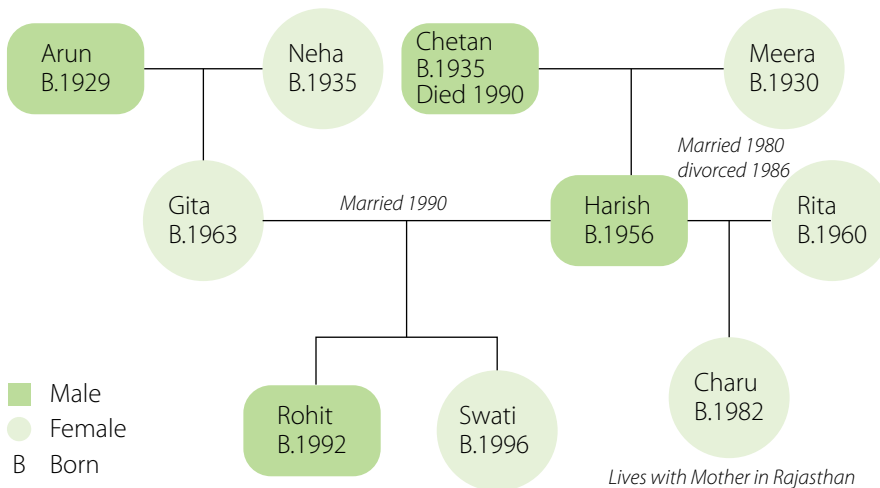 Arun
B.1929
Neha
B.1935
Chetan
B.1935
Died 1990
Meera
B.1930
Married 1980
divorced 1986
Gita
B.1963
Married 1990
Harish
B.1956
Rita
B.1960
Rohit
B.1992
Swati
B.1996
Charu
B.1982
Lives with Mother in Rajasthan
Male
Female
B Born